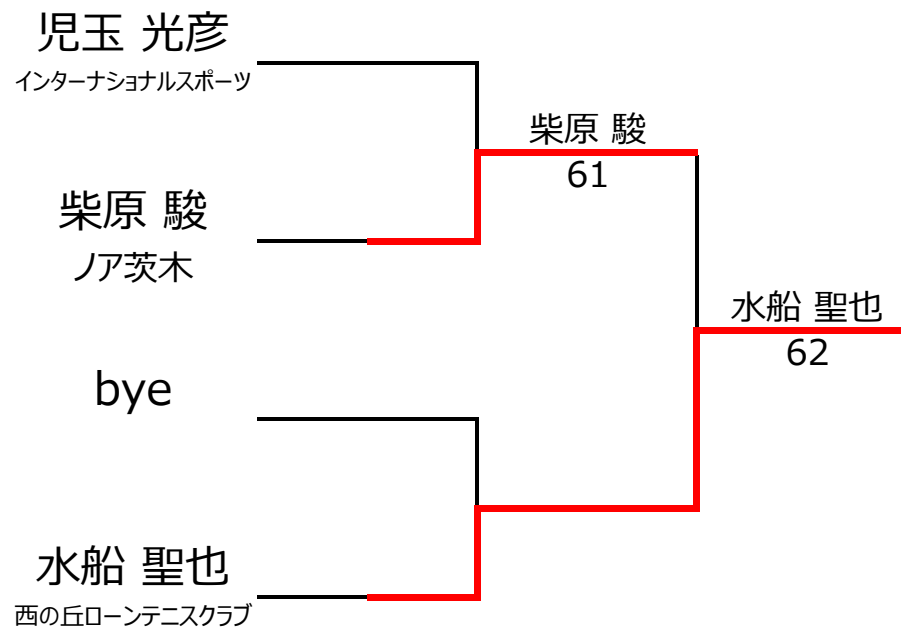 児玉 光彦
インターナショナルスポーツ
柴原 駿
61
柴原 駿
ノア茨木
水船 聖也
62
bye
水船 聖也
西の丘ローンテニスクラブ